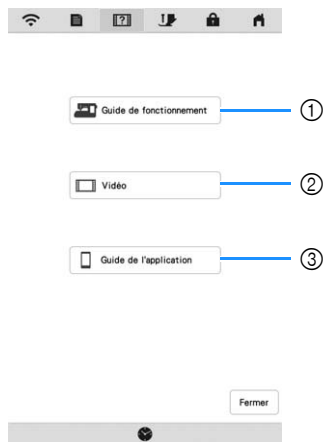 Guide de fonctionnement ①
Vidéo ②
Guide de l'application ③
Fermer